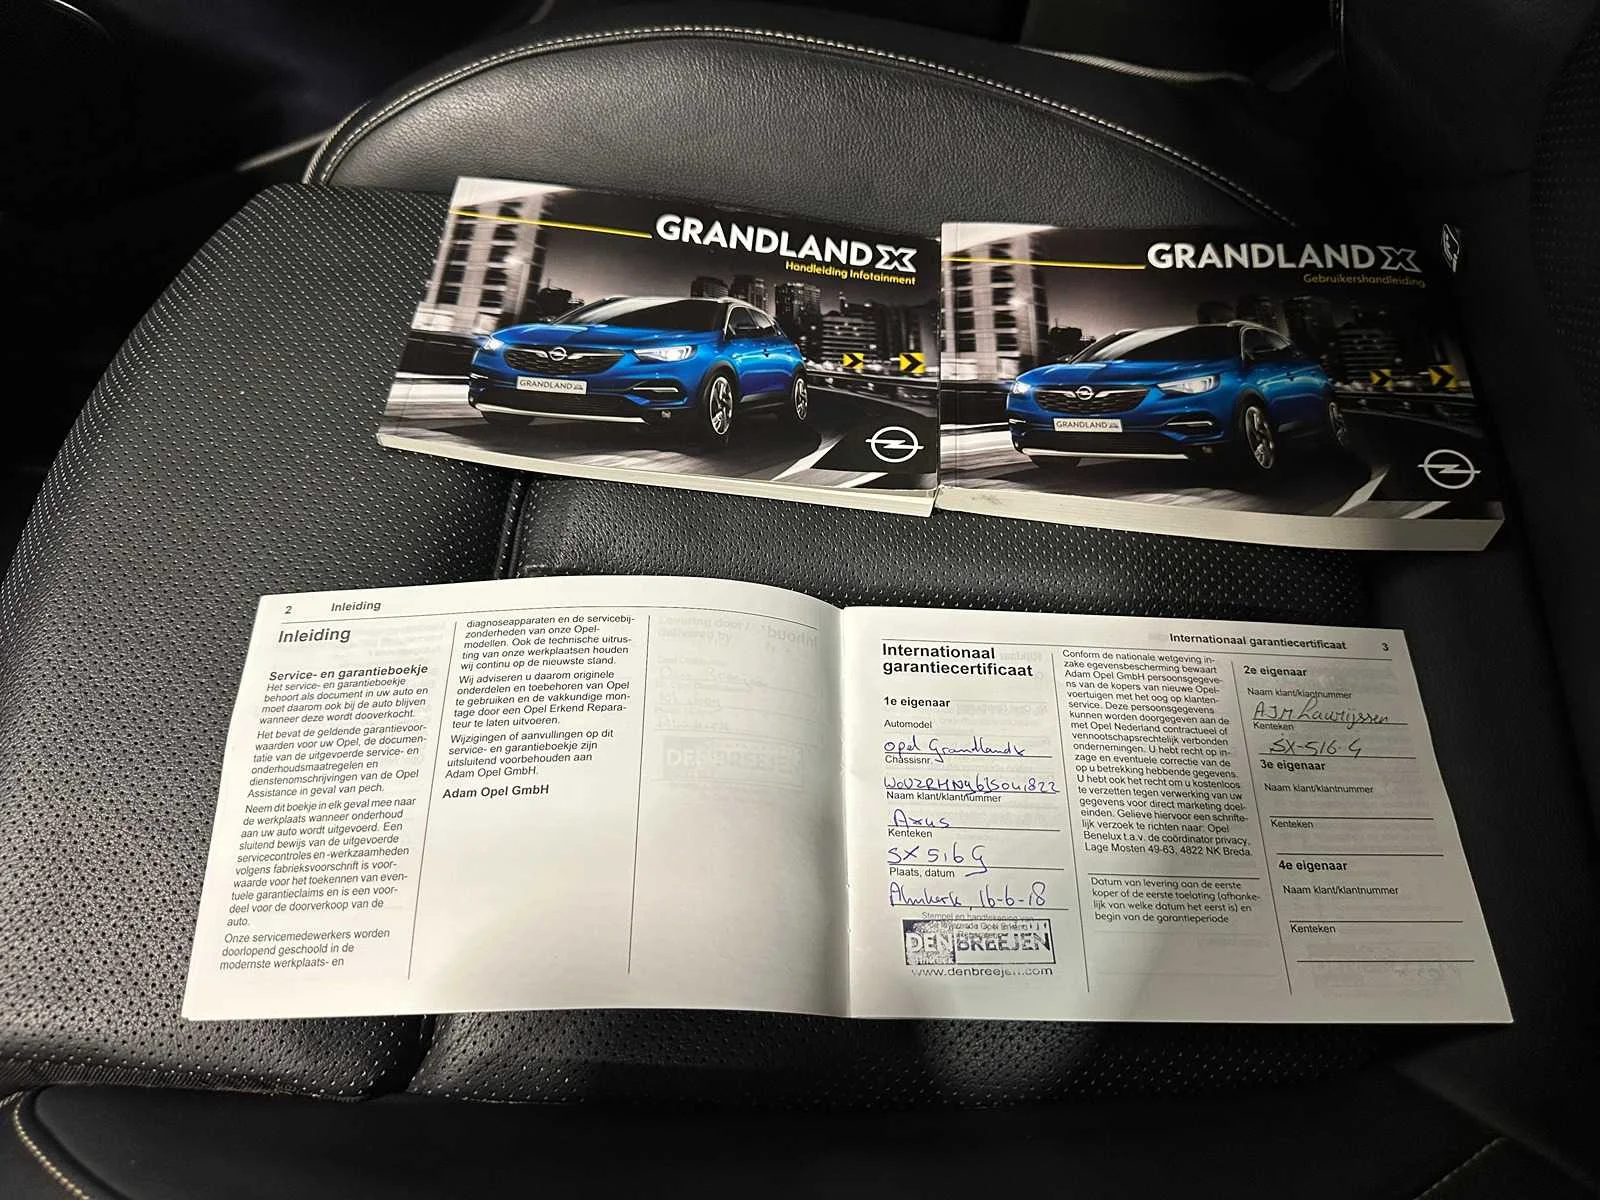 GRANDLAND X
Handleiding Infotainment
GRANDLAND X
GRANDLAND X
Gebruikershandleiding
GRANDLAND X
2 Inleiding
Inleiding
Service- en garantieboekje
Het service- en garantieboekje
behoort als document in uw auto en
moet daarom ook bij de auto blijven
wanneer deze wordt dooverkocht.
Het bevat de geldende garantievoor-
waarden voor uw Opel, de documen-
tatie van de uitgevoerde service- en
onderhoudsmaatregelen en
dienstenomschrijvingen van de Opel
Assistance in geval van pech.
Neem dit boekje in elk geval mee naar
de werkplaats wanneer onderhoud
aan uw auto wordt uitgevoerd. Een
sluitend bewijs van de uitgevoerde
servicecontroles en -werkzaamheden
volgens fabrieksvoorschrift is voor-
waarde voor het toekennen van even-
tuele garantieclaims en is een voor-
deel voor de doorverkoop van de
auto.
Onze servicemedewerkers worden
doorlopend geschoold in de
modernste werkplaats- en
diagnoseapparaten en de servicebij-
zonderheden van onze Opel-
modellen. Ook de technische uitrus-
ting van onze werkplaatsen houden
wij continu op de nieuwste stand.
Wij adviseren u daarom originele
onderdelen en toebehoren van Opel
te gebruiken en de vakkundige mon-
tage door een Opel Erkend Repara-
teur te laten uitvoeren.
Wijzigingen of aanvullingen op dit
service- en garantieboekje zijn
uitsluitend voorbehouden aan
Adam Opel GmbH.
Adam Opel GmbH
Internationaal garantiecertificaat 3
Internationaal
garantiecertificaat
1e eigenaar
Automodel
Opel Grandland x
Chassisnr.
Naam klant/klantnummer
Axus
Kenteken
SX 516 G
Plaats, datum
Almkerk, 16-6-18
Stempel en handtekening van
DEN BREEJEN
www.denbreejen.com
Conform de nationale wetgeving in-
zake egevensbescherming bewaart
Adam Opel GmbH persoonsgegeve-
ns van de kopers van nieuwe Opel-
voertuigen met het oog op klanten-
service. Deze persoonsgegevens
kunnen worden doorgegeven aan de
met Opel Nederland contractueel of
vennootschapsrechtelijk verbonden
ondernemingen. U hebt recht op in-
zage en eventuele correctie van de
op u betrekking hebbende gegevens.
U hebt ook het recht om u kosteloos
te verzetten tegen verwerking van uw
gegevens voor direct marketing doel-
einden. Gelieve hiervoor een schrifte-
lijk verzoek te richten naar: Opel
Benelux t.a.v. de coördinator privacy,
Lage Mosten 49-63, 4822 NK Breda.
Datum van levering aan de eerste
koper of de eerste toelating (afhanke-
lijk van welke datum het eerst is) en
begin van de garantieperiode
2e eigenaar
Naam klant/klantnummer
AJM Laurijssen
Kenteken
SX-516-G
3e eigenaar
Naam klant/klantnummer
Kenteken
4e eigenaar
Naam klant/klantnummer
Kenteken